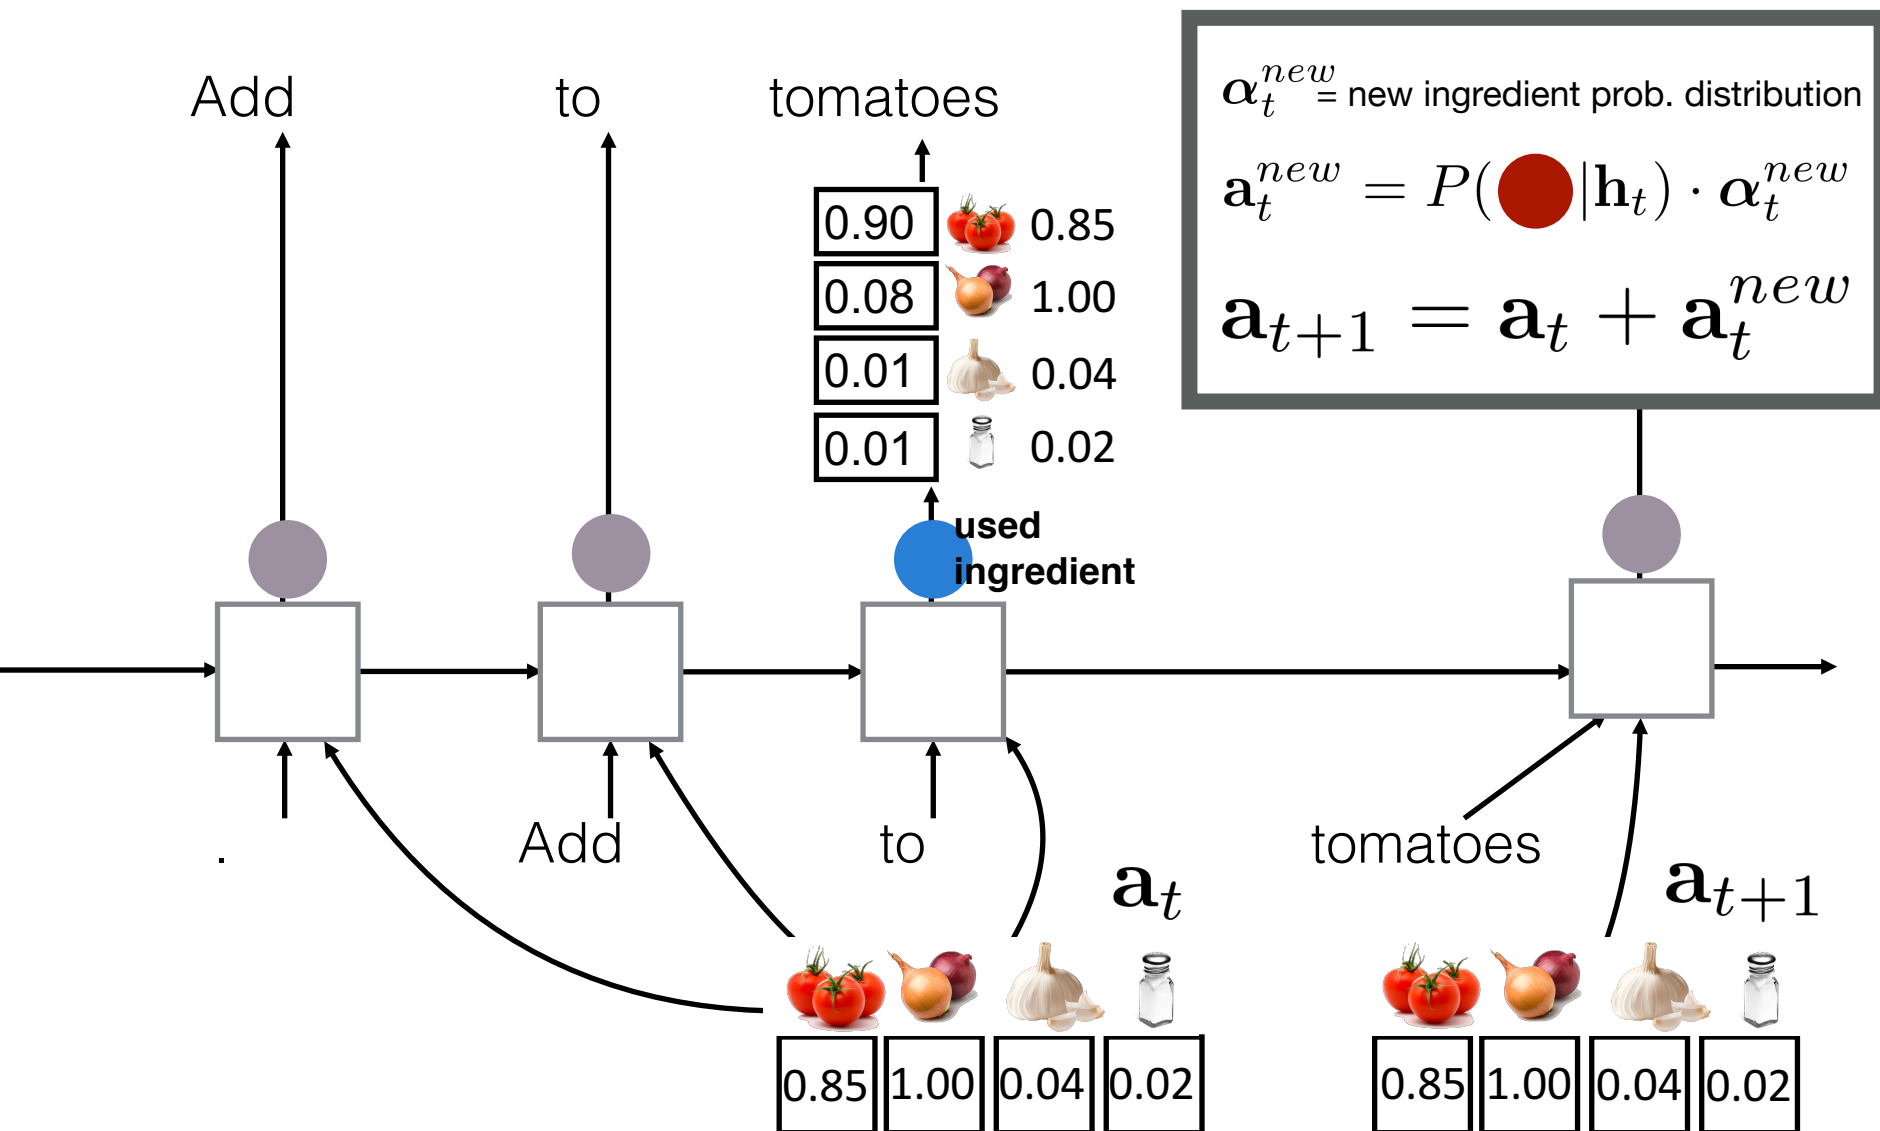 Add to tomatoes
0.90 0.85
0.08 1.00
0.01 0.04
0.01 0.02
used
ingredient
α_t^{new} = new ingredient prob. distribution
a_t^{new} = P( |h_t) · α_t^{new}
a_{t+1} = a_t + a_t^{new}
. Add to tomatoes
a_t a_{t+1}
0.85 1.00 0.04 0.02 0.85 1.00 0.04 0.02